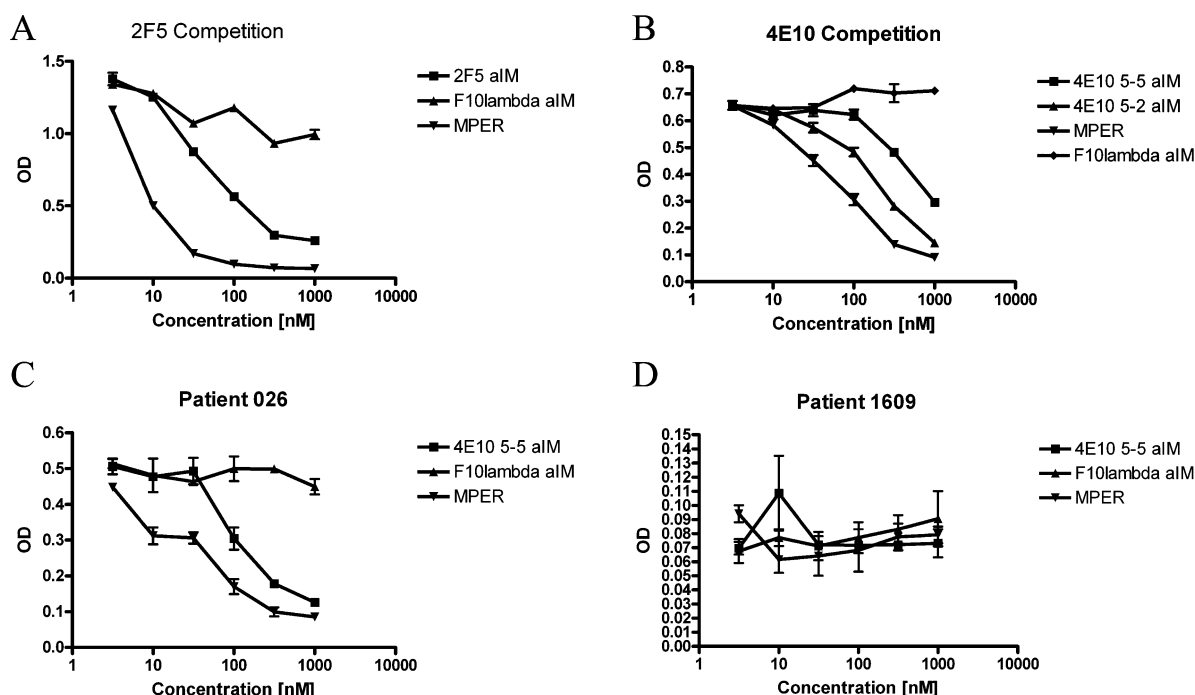 A
2F5 Competition
1.5
1.0
0.5
0.0
OD
1 10 100 1000 10000
Concentration [nM]
2F5 aIM
F10lambda aIM
MPER
B
4E10 Competition
0.8
0.7
0.6
0.5
0.4
0.3
0.2
0.1
0.0
OD
1 10 100 1000 10000
Concentration [nM]
4E10 5-5 aIM
4E10 5-2 aIM
MPER
F10lambda aIM
C
Patient 026
0.6
0.5
0.4
0.3
0.2
0.1
0.0
OD
1 10 100 1000 10000
Concentration [nM]
4E10 5-5 aIM
F10lambda aIM
MPER
D
Patient 1609
0.15
0.14
0.13
0.12
0.11
0.10
0.09
0.08
0.07
0.06
0.05
0.04
0.03
0.02
0.01
0.00
OD
1 10 100 1000 10000
Concentration [nM]
4E10 5-5 aIM
F10lambda aIM
MPER